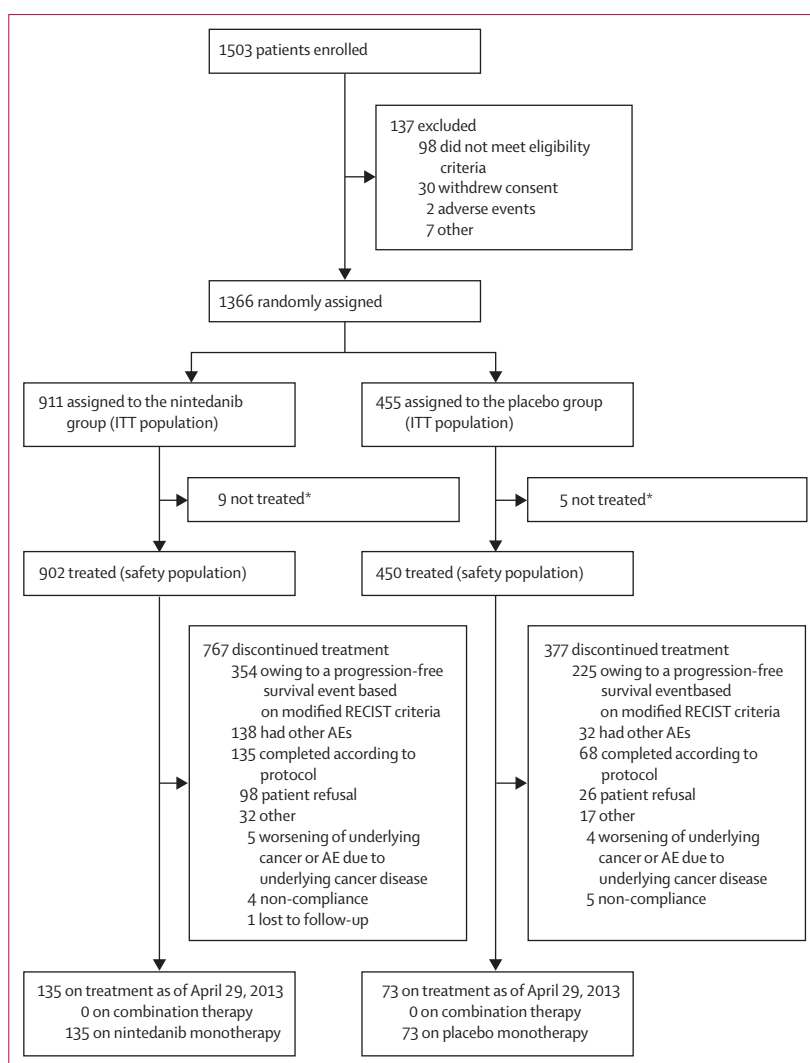 1503 patients enrolled
137 excluded
98 did not meet eligibility
criteria
30 withdrew consent
2 adverse events
7 other
1366 randomly assigned
911 assigned to the nintedanib
group (ITT population)
455 assigned to the placebo group
(ITT population)
9 not treated*
5 not treated*
902 treated (safety population)
450 treated (safety population)
767 discontinued treatment
354 owing to a progression-free
survival event based
on modified RECIST criteria
138 had other AEs
135 completed according to
protocol
98 patient refusal
32 other
5 worsening of underlying
cancer or AE due to
underlying cancer disease
4 non-compliance
1 lost to follow-up
377 discontinued treatment
225 owing to a progression-free
survival eventbased
on modified RECIST criteria
32 had other AEs
68 completed according to
protocol
26 patient refusal
17 other
4 worsening of underlying
cancer or AE due to
underlying cancer disease
5 non-compliance
135 on treatment as of April 29, 2013
0 on combination therapy
135 on nintedanib monotherapy
73 on treatment as of April 29, 2013
0 on combination therapy
73 on placebo monotherapy